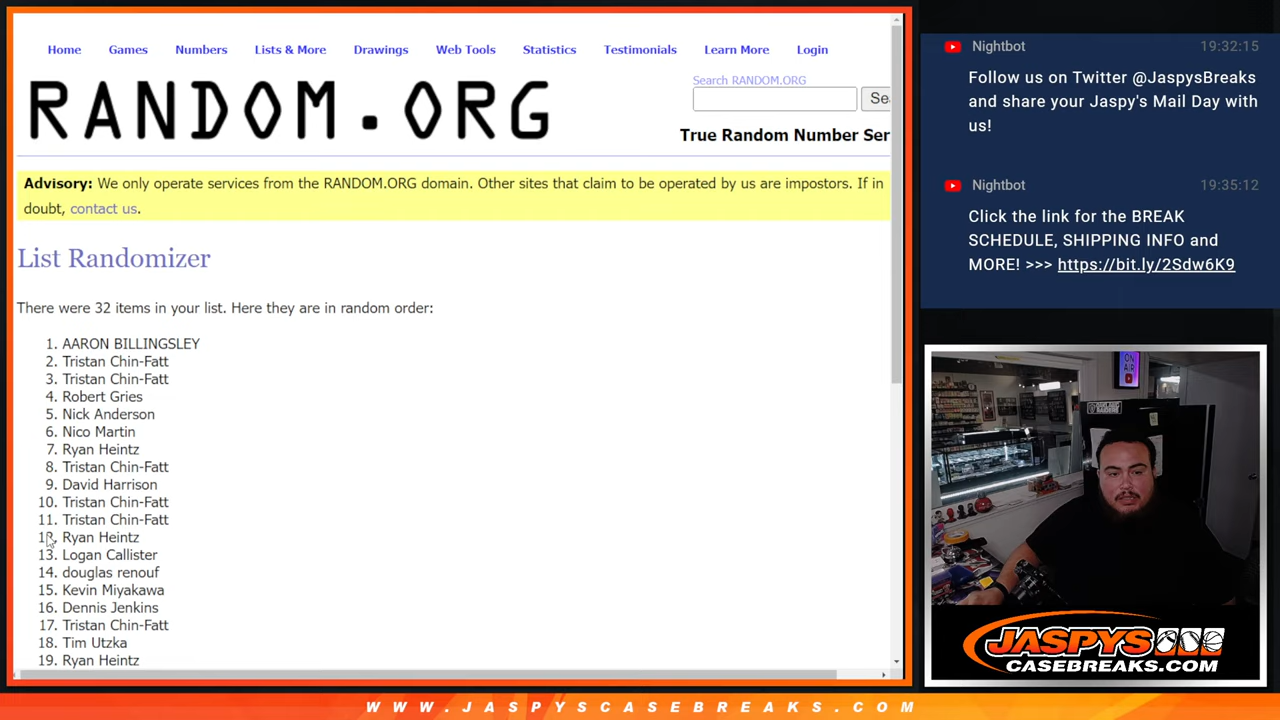 Home Games Numbers Lists & More Drawings Web Tools Statistics Testimonials Learn More Login
RANDOM.ORG
Search RANDOM.ORG
True Random Number Ser
Advisory: We only operate services from the RANDOM.ORG domain. Other sites that claim to be operated by us are impostors. If in
doubt, contact us.
List Randomizer
There were 32 items in your list. Here they are in random order:
1. AARON BILLINGSLEY
2. Tristan Chin-Fatt
3. Tristan Chin-Fatt
4. Robert Gries
5. Nick Anderson
6. Nico Martin
7. Ryan Heintz
8. Tristan Chin-Fatt
9. David Harrison
10. Tristan Chin-Fatt
11. Tristan Chin-Fatt
12. Ryan Heintz
13. Logan Callister
14. douglas renouf
15. Kevin Miyakawa
16. Dennis Jenkins
17. Tristan Chin-Fatt
18. Tim Utzka
19. Ryan Heintz
Nightbot 19:32:15
Follow us on Twitter @JaspysBreaks
and share your Jaspy's Mail Day with
us!
Nightbot 19:35:12
Click the link for the BREAK
SCHEDULE, SHIPPING INFO and
MORE! >>> https://bit.ly/2Sdw6K9
ON
AIR
JASPYS
CASEBREAKS.COM
WWW.JASPYSCASEBREAKS.COM